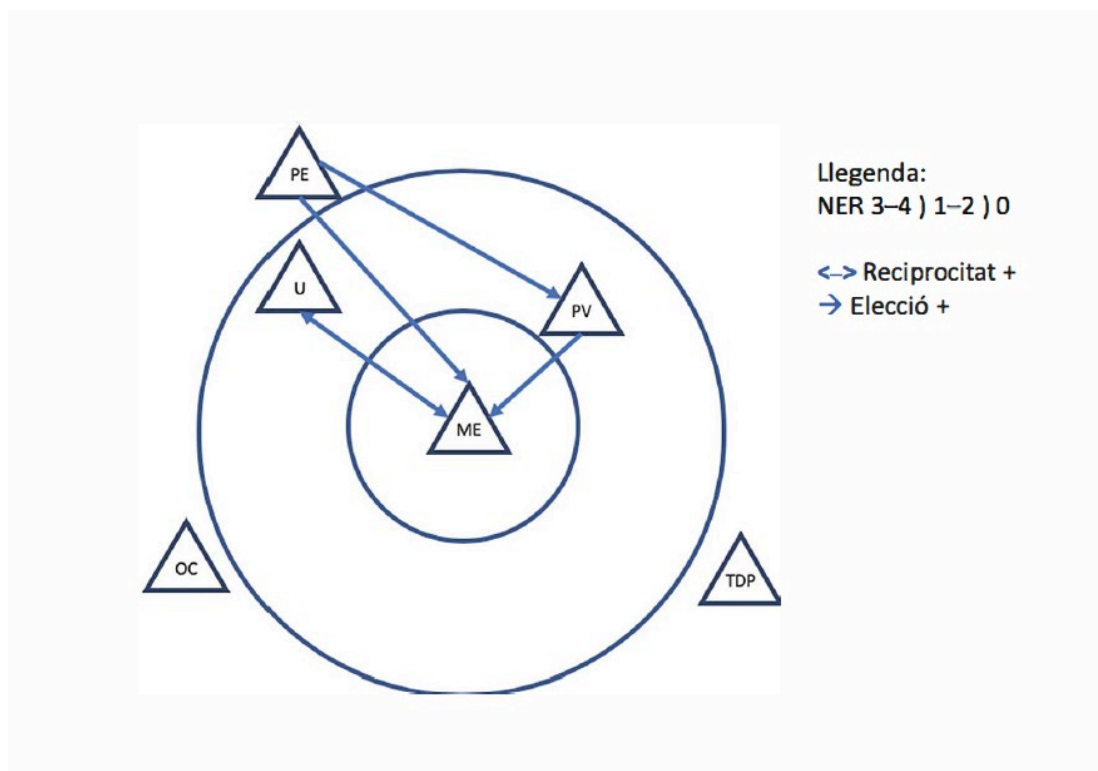 PE
Llegenda:
NER 3–4 ) 1–2 ) 0
<–> Reciprocitat +
→ Elecció +
U
PV
ME
OC
TDP